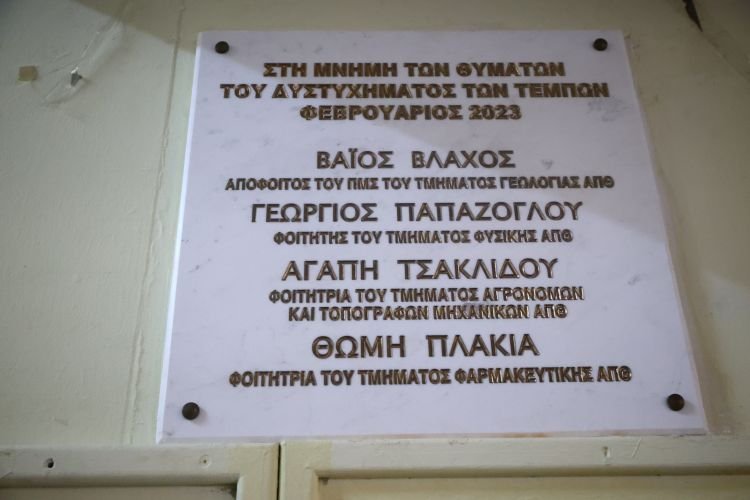 ΣΤΗ ΜΝΗΜΗ ΤΩΝ ΘΥΜΑΤΩΝ
ΤΟΥ ΔΥΣΤΥΧΗΜΑΤΟΣ ΤΩΝ ΤΕΜΠΩΝ
ΦΕΒΡΟΥΑΡΙΟΣ 2023
ΒΑΪΟΣ ΒΛΑΧΟΣ
ΑΠΟΦΟΙΤΟΣ ΤΟΥ ΠΜΣ ΤΟΥ ΤΜΗΜΑΤΟΣ ΓΕΩΛΟΓΙΑΣ ΑΠΘ
ΓΕΩΡΓΙΟΣ ΠΑΠΑΖΟΓΛΟΥ
ΦΟΙΤΗΤΗΣ ΤΟΥ ΤΜΗΜΑΤΟΣ ΦΥΣΙΚΗΣ ΑΠΘ
ΑΓΑΠΗ ΤΣΑΚΛΙΔΟΥ
ΦΟΙΤΗΤΡΙΑ ΤΟΥ ΤΜΗΜΑΤΟΣ ΑΓΡΟΝΟΜΩΝ
ΚΑΙ ΤΟΠΟΓΡΑΦΩΝ ΜΗΧΑΝΙΚΩΝ ΑΠΘ
ΘΩΜΗ ΠΛΑΚΙΑ
ΦΟΙΤΗΤΡΙΑ ΤΟΥ ΤΜΗΜΑΤΟΣ ΦΑΡΜΑΚΕΥΤΙΚΗΣ ΑΠΘ